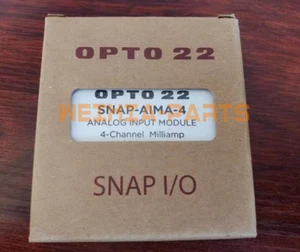 OPTO 22
OPTO 22
SNAP-AIMA-4
ANALOG INPUT MODULE
4-Channel Milliamp
SNAP I/O